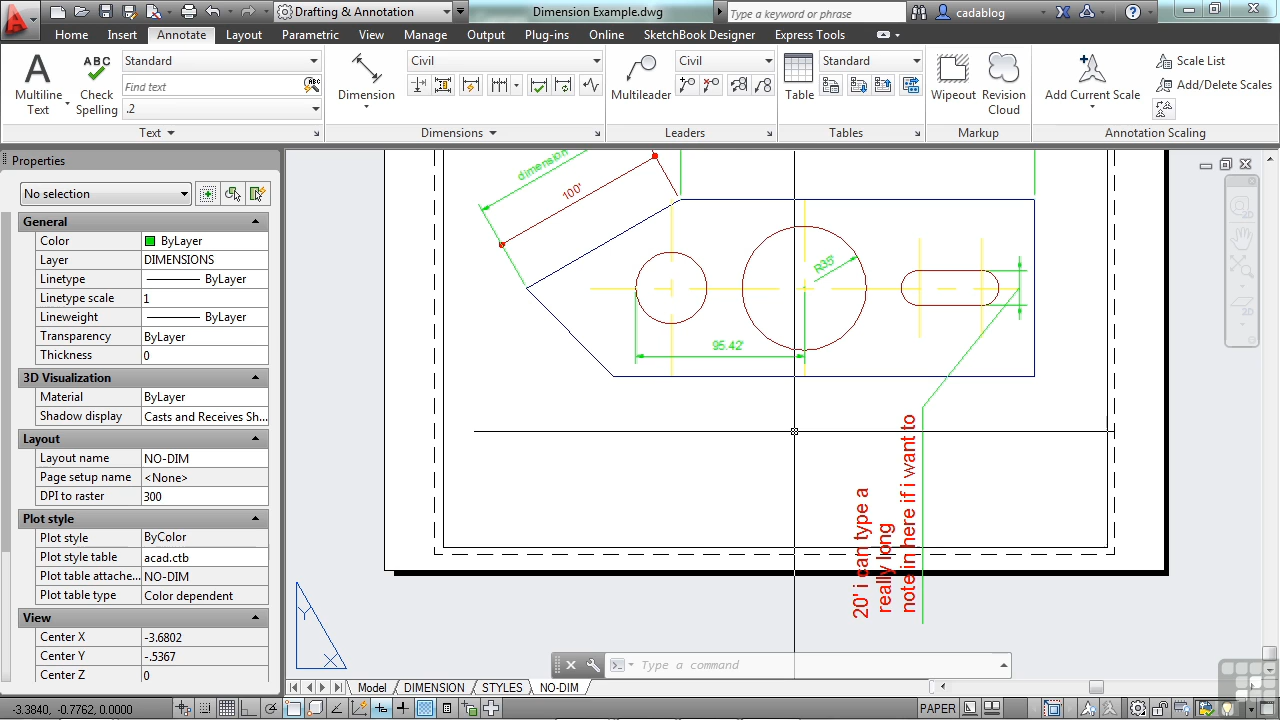 Drafting & Annotation
Dimension Example.dwg
Type a keyword or phrase
cadablog
Home Insert Annotate Layout Parametric View Manage Output Plug-ins Online SketchBook Designer Express Tools
A
Multiline
Text
ABC
Check
Spelling
Standard
Find text
.2
Text
Dimension
Civil
Dimensions
Multileader
Civil
Leaders
Table
Standard
Tables
Wipeout
Revision
Cloud
Markup
Add Current Scale
Scale List
Add/Delete Scales
Annotation Scaling
Properties
No selection
General
Color ByLayer
Layer DIMENSIONS
Linetype ByLayer
Linetype scale 1
Lineweight ByLayer
Transparency ByLayer
Thickness 0
3D Visualization
Material ByLayer
Shadow display Casts and Receives Sh...
Layout
Layout name NO-DIM
Page setup name <None>
DPI to raster 300
Plot style
Plot style ByColor
Plot style table acad.ctb
Plot table attache... NO-DIM
Plot table type Color dependent
View
Center X -3.6802
Center Y -.5367
Center Z 0
dimension
100'
R35'
95.42'
20' i can type a
really long
note in here if i want to
Y
X
Type a command
Model DIMENSION STYLES NO-DIM
-3.3840, -0.7762, 0.0000
PAPER